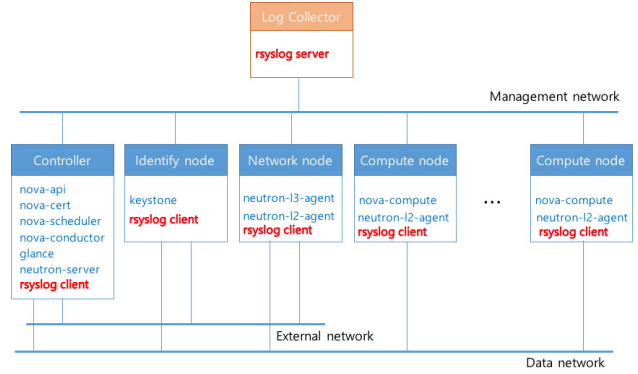 Log Collector
rsyslog server
Management network
Controller
nova-api
nova-cert
nova-scheduler
nova-conductor
glance
neutron-server
rsyslog client
Identify node
keystone
rsyslog client
Network node
neutron-l3-agent
neutron-l2-agent
rsyslog client
Compute node
nova-compute
neutron-l2-agent
rsyslog client
...
Compute node
nova-compute
neutron-l2-agent
rsyslog client
External network
Data network